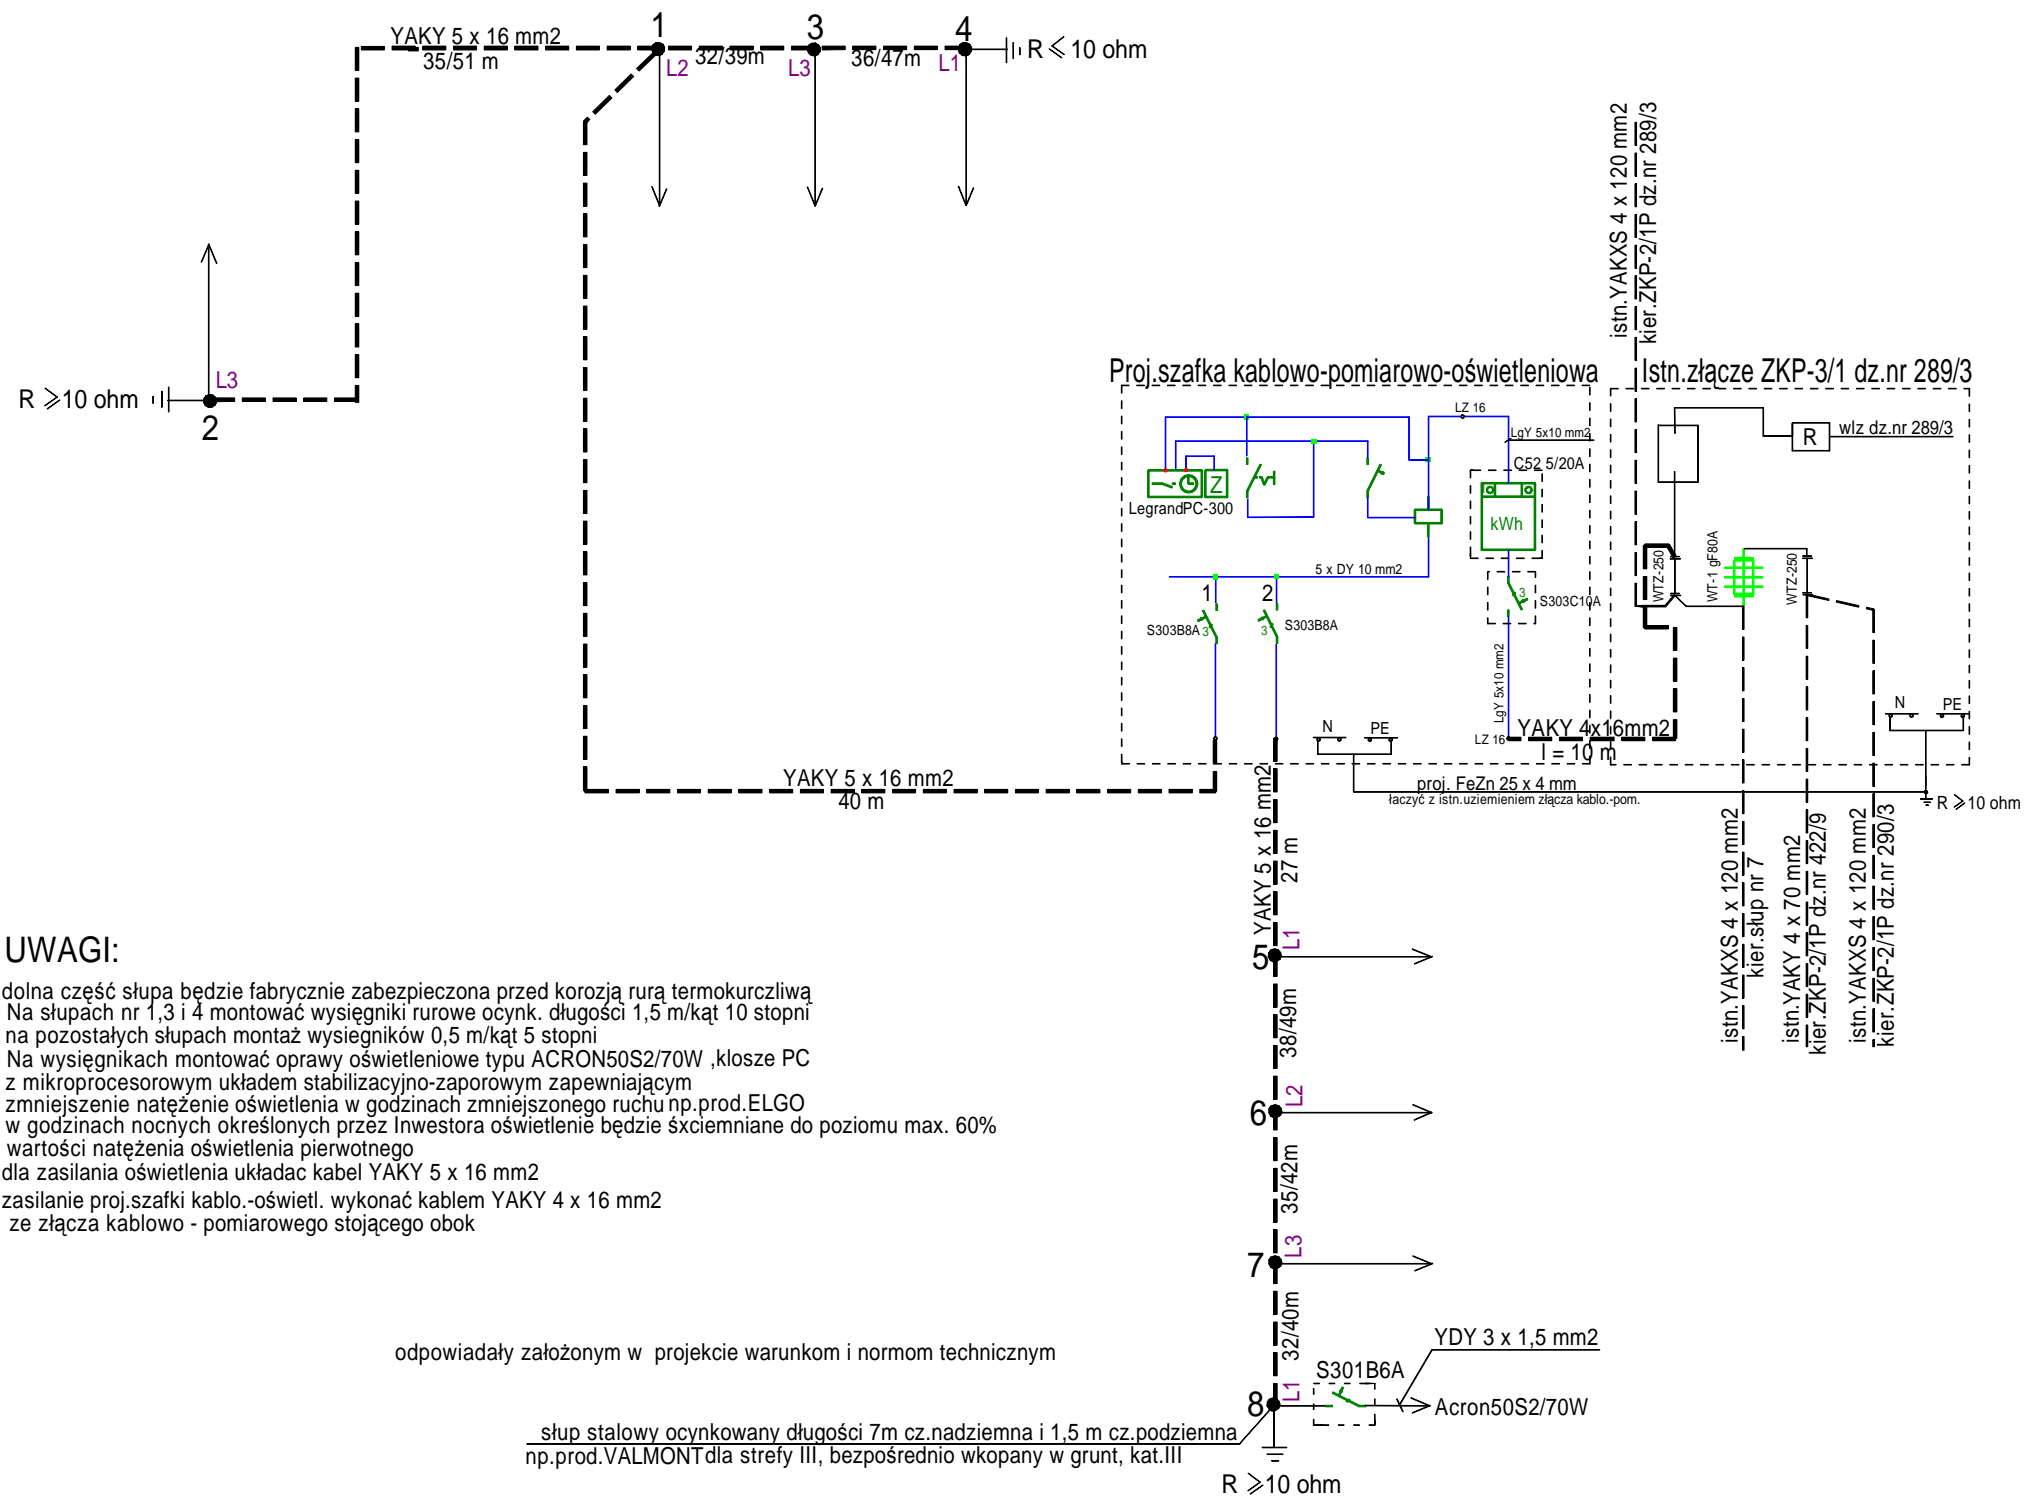 YAKY 5 x 16 mm2
35/51 m
1
L2
32/39m
3
L3
36/47m
4
L1
R ⩽ 10 ohm
L3
R ⩾10 ohm
2
istn.YAKXS 4 x 120 mm2
kier.ZKP-2/1P dz.nr 289/3
Proj.szafka kablowo-pomiarowo-oświetleniowa
Istn.złącze ZKP-3/1 dz.nr 289/3
LZ 16
LgY 5x10 mm2
C52 5/20A
kWh
Z
LegrandPC-300
5 x DY 10 mm2
1
2
S303B8A
3
3
S303B8A
3
S303C10A
LgY 5x10 mm2
LZ 16
YAKY 4x16mm2
l = 10 m
N
PE
R
wlz dz.nr 289/3
WTZ-250
WT-1 gF80A
WTZ-250
N
PE
proj. FeZn 25 x 4 mm
łaczyć z istn.uziemieniem złącza kablo.-pom.
R ⩾10 ohm
YAKY 5 x 16 mm2
40 m
YAKY 5 x 16 mm2
27 m
istn.YAKXS 4 x 120 mm2
kier.słup nr 7
istn.YAKY 4 x 70 mm2
kier.ZKP-2/1P dz.nr 422/9
istn.YAKXS 4 x 120 mm2
kier.ZKP-2/1P dz.nr 290/3
5
L1
38/49m
6
L2
35/42m
7
L3
32/40m
8
L1
S301B6A
YDY 3 x 1,5 mm2
Acron50S2/70W
R ⩾10 ohm
UWAGI:
dolna część słupa będzie fabrycznie zabezpieczona przed korozją rurą termokurczliwą
Na słupach nr 1,3 i 4 montować wysięgniki rurowe ocynk. długości 1,5 m/kąt 10 stopni
na pozostałych słupach montaż wysiegników 0,5 m/kąt 5 stopni
Na wysięgnikach montować oprawy oświetleniowe typu ACRON50S2/70W ,klosze PC
z mikroprocesorowym układem stabilizacyjno-zaporowym zapewniającym
zmniejszenie natężenie oświetlenia w godzinach zmniejszonego ruchu np.prod.ELGO
w godzinach nocnych określonych przez Inwestora oświetlenie będzie śxciemniane do poziomu max. 60%
wartości natężenia oświetlenia pierwotnego
dla zasilania oświetlenia układac kabel YAKY 5 x 16 mm2
zasilanie proj.szafki kablo.-oświetl. wykonać kablem YAKY 4 x 16 mm2
ze złącza kablowo - pomiarowego stojącego obok
odpowiadały założonym w projekcie warunkom i normom technicznym
słup stalowy ocynkowany długości 7m cz.nadziemna i 1,5 m cz.podziemna
np.prod.VALMONT dla strefy III, bezpośrednio wkopany w grunt, kat.III